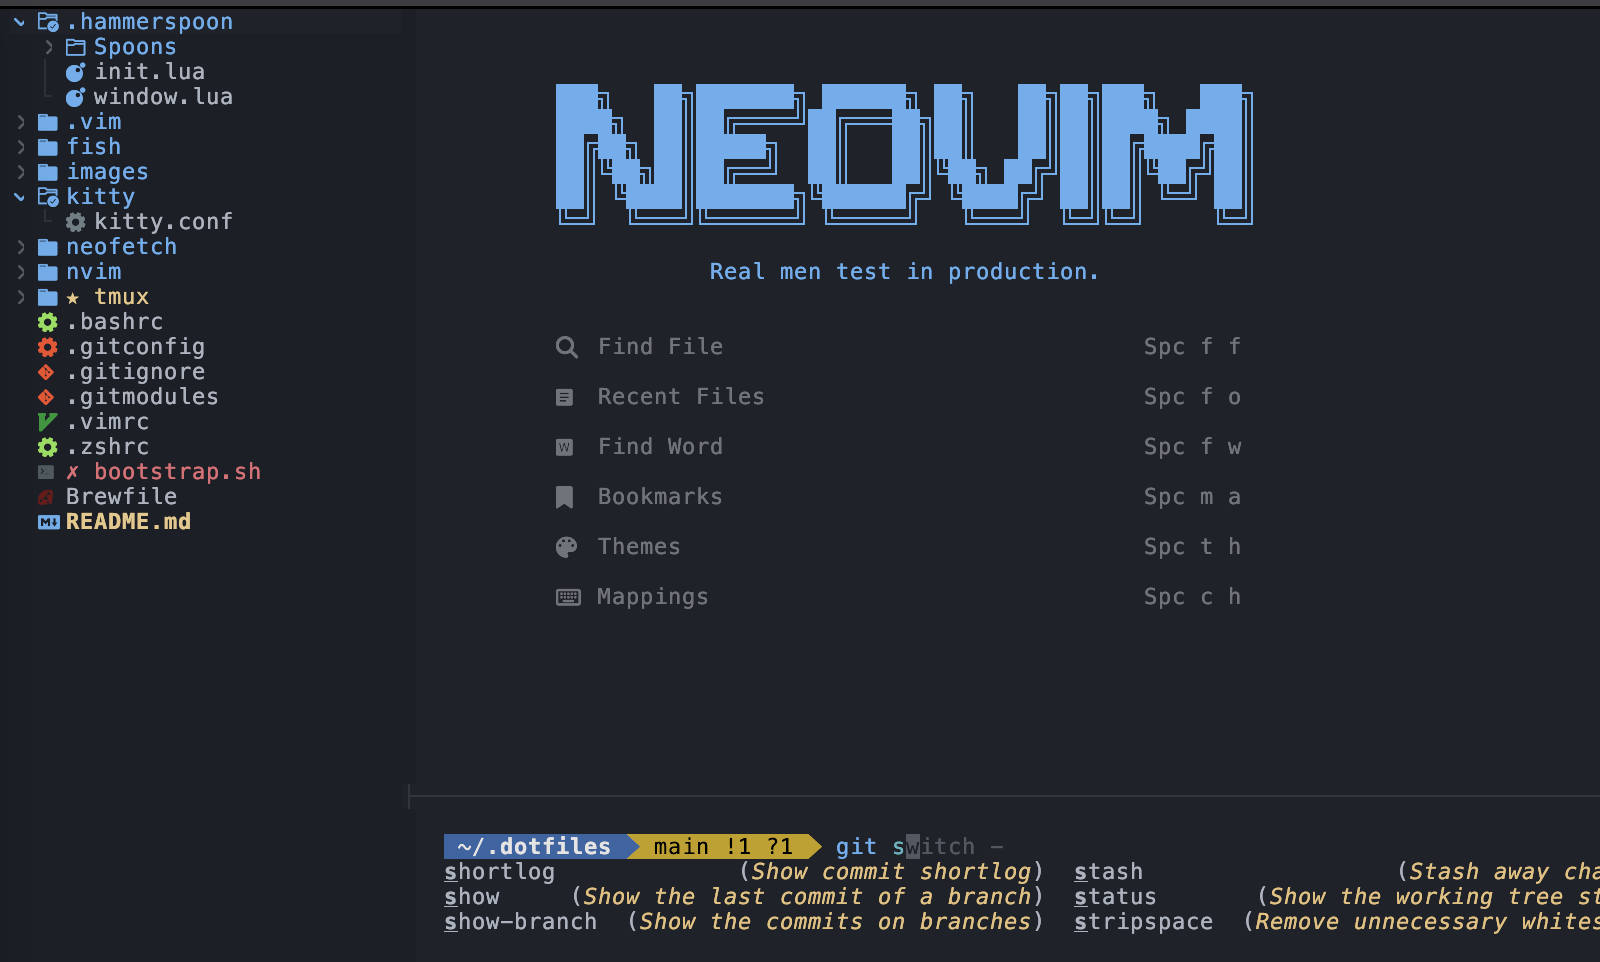 .hammerspoon
Spoons
init.lua
window.lua
.vim
fish
images
kitty
kitty.conf
neofetch
nvim
★ tmux
.bashrc
.gitconfig
.gitignore
.gitmodules
.vimrc
.zshrc
✗ bootstrap.sh
Brewfile
README.md
NEOVIM
Real men test in production.
Find File Spc f f
Recent Files Spc f o
Find Word Spc f w
Bookmarks Spc m a
Themes Spc t h
Mappings Spc c h
~/.dotfiles main !1 ?1 git switch -
shortlog (Show commit shortlog) stash (Stash away cha
show (Show the last commit of a branch) status (Show the working tree st
show-branch (Show the commits on branches) stripspace (Remove unnecessary whites